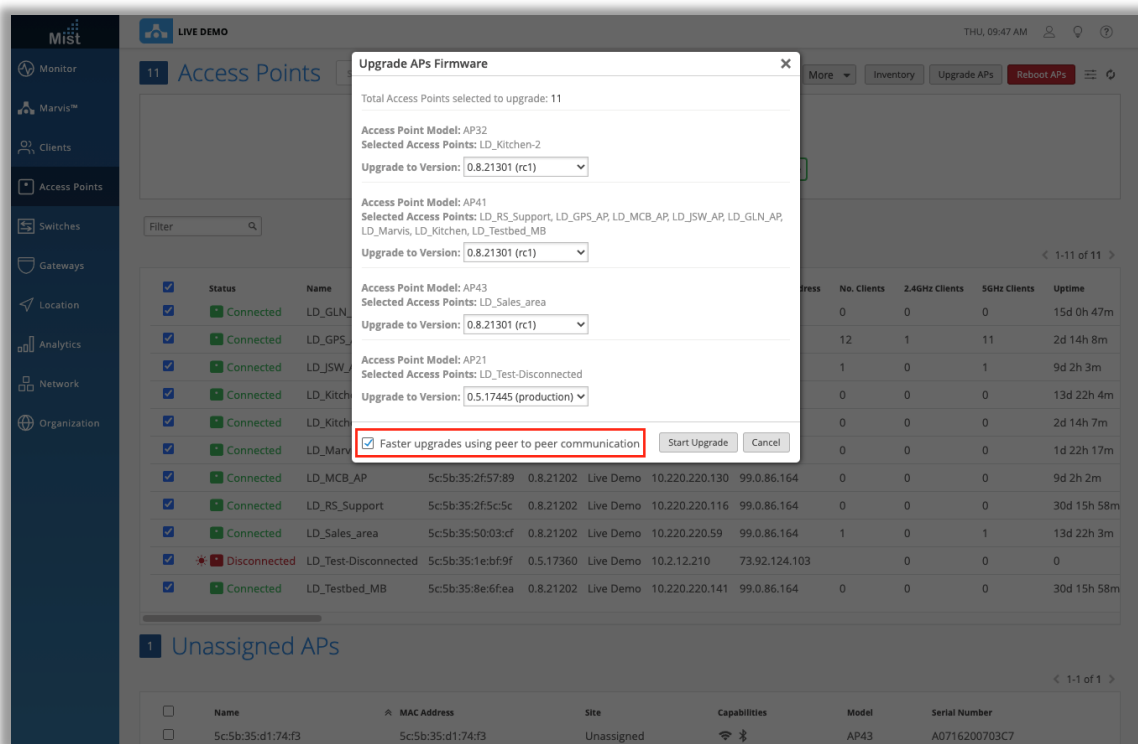 Mist
LIVE DEMO
THU, 09:47 AM
Monitor
Marvis™
Clients
Access Points
Switches
Gateways
Location
Analytics
Network
Organization
11 Access Points
More
Inventory
Upgrade APs
Reboot APs
Upgrade APs Firmware
Total Access Points selected to upgrade: 11
Access Point Model: AP32
Selected Access Points: LD_Kitchen-2
Upgrade to Version: 0.8.21301 (rc1)
Access Point Model: AP41
Selected Access Points: LD_RS_Support, LD_GPS_AP, LD_MCB_AP, LD_JSW_AP, LD_GLN_AP,
LD_Marvis, LD_Kitchen, LD_Testbed_MB
Upgrade to Version: 0.8.21301 (rc1)
Access Point Model: AP43
Selected Access Points: LD_Sales_area
Upgrade to Version: 0.8.21301 (rc1)
Access Point Model: AP21
Selected Access Points: LD_Test-Disconnected
Upgrade to Version: 0.5.17445 (production)
Faster upgrades using peer to peer communication
Start Upgrade
Cancel
Filter
< 1-11 of 11 >
Status Name No. Clients 2.4GHz Clients 5GHz Clients Uptime
Connected LD_GLN_ 0 0 0 15d 0h 47m
Connected LD_GPS_ 12 1 11 2d 14h 8m
Connected LD_JSW_ 1 0 1 9d 2h 3m
Connected LD_Kitch 0 0 0 13d 22h 4m
Connected LD_Kitch 0 0 0 2d 14h 7m
Connected LD_Marv 0 0 0 1d 22h 17m
Connected LD_MCB_AP 5c:5b:35:2f:57:89 0.8.21202 Live Demo 10.220.220.130 99.0.86.164 0 0 0 9d 2h 2m
Connected LD_RS_Support 5c:5b:35:2f:5c:5c 0.8.21202 Live Demo 10.220.220.116 99.0.86.164 0 0 0 30d 15h 58m
Connected LD_Sales_area 5c:5b:35:50:03:cf 0.8.21202 Live Demo 10.220.220.59 99.0.86.164 1 0 1 13d 22h 3m
Disconnected LD_Test-Disconnected 5c:5b:35:1e:bf:9f 0.5.17360 Live Demo 10.2.12.210 73.92.124.103 0 0 0
Connected LD_Testbed_MB 5c:5b:35:8e:6f:ea 0.8.21202 Live Demo 10.220.220.141 99.0.86.164 0 0 0 30d 15h 58m
1 Unassigned APs
< 1-1 of 1 >
Name MAC Address Site Capabilities Model Serial Number
5c:5b:35:d1:74:f3 5c:5b:35:d1:74:f3 Unassigned AP43 A0716200703C7